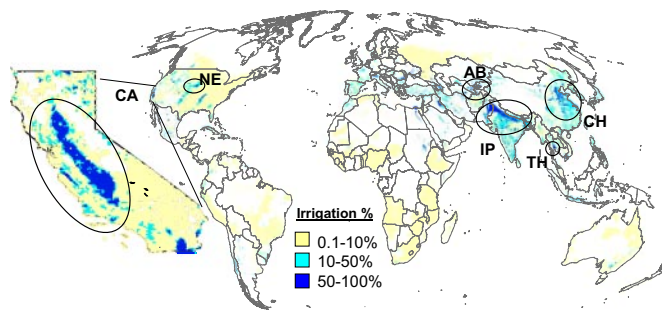 NE
CA
AB
CH
IP
TH
Irrigation %
0.1-10%
10-50%
50-100%